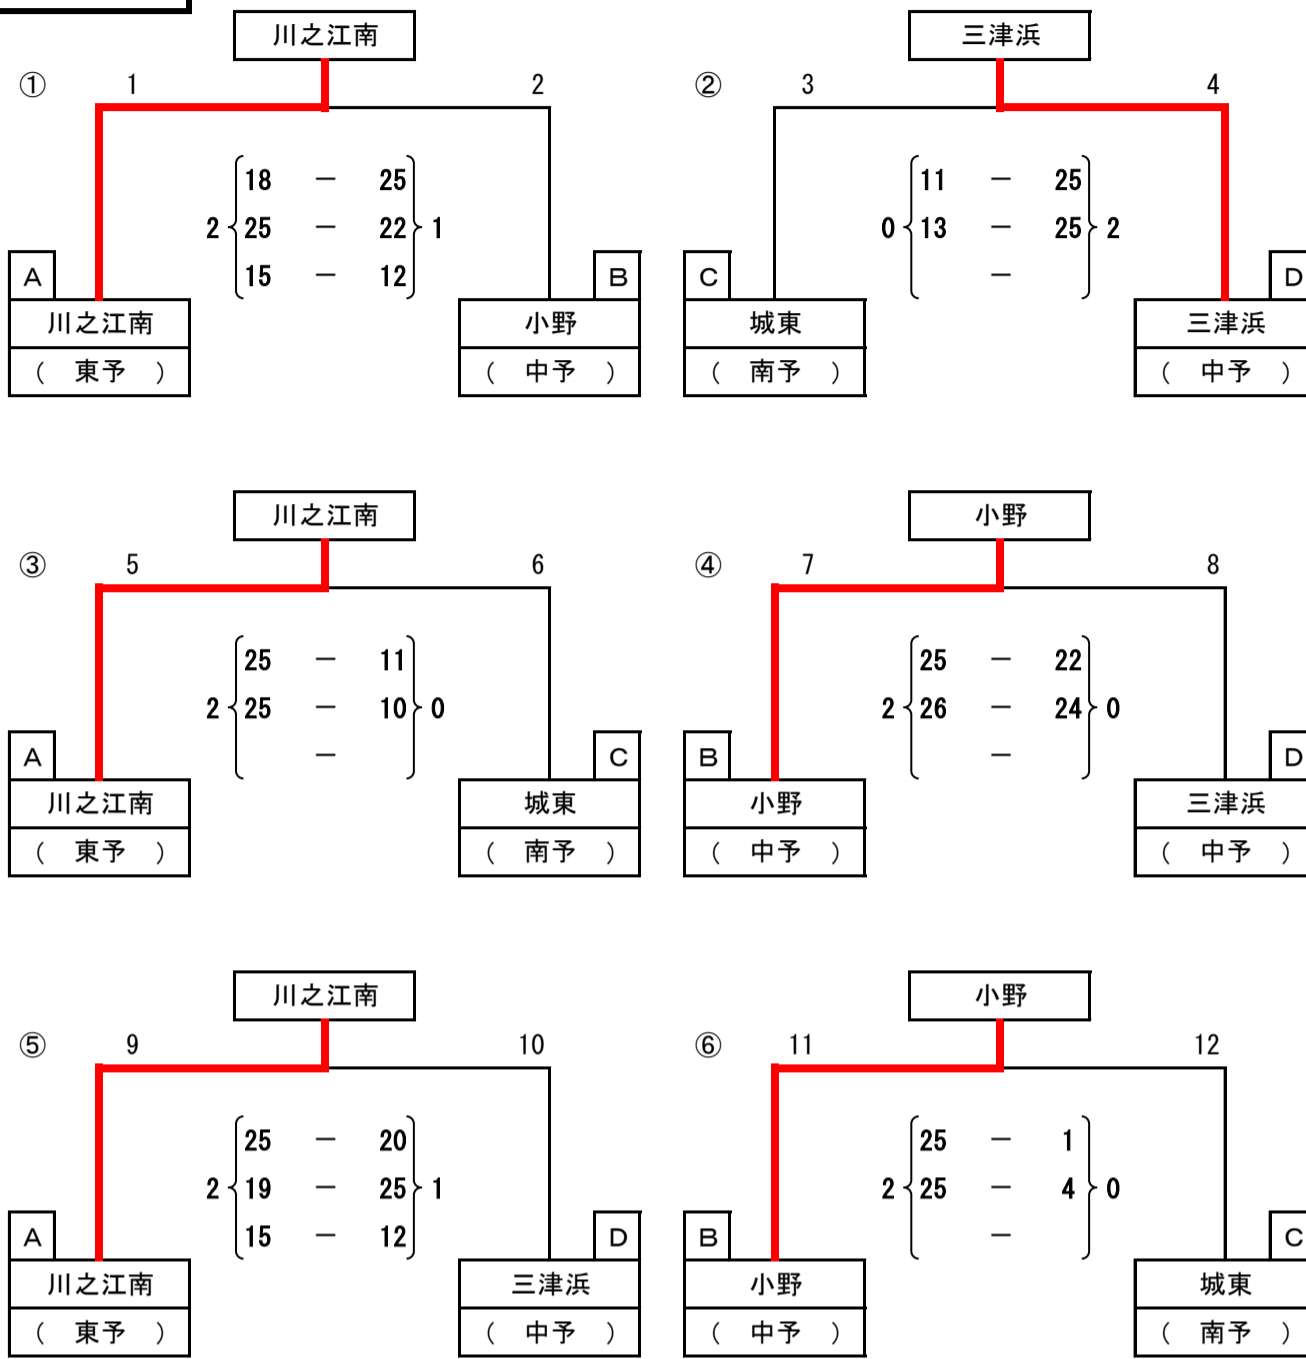 川之江南 三津浜
① 1 2 ② 3 4
18 － 25 11 － 25
2 25 － 22 1 0 13 － 25 2
A 15 － 12 B C － D
川之江南 小野 城東 三津浜
（ 東予 ） （ 中予 ） （ 南予 ） （ 中予 ）
川之江南 小野
③ 5 6 ④ 7 8
25 － 11 25 － 22
2 25 － 10 0 2 26 － 24 0
A － C B － D
川之江南 城東 小野 三津浜
（ 東予 ） （ 南予 ） （ 中予 ） （ 中予 ）
川之江南 小野
⑤ 9 10 ⑥ 11 12
25 － 20 25 － 1
2 19 － 25 1 2 25 － 4 0
A 15 － 12 D B － C
川之江南 三津浜 小野 城東
（ 東予 ） （ 中予 ） （ 中予 ） （ 南予 ）